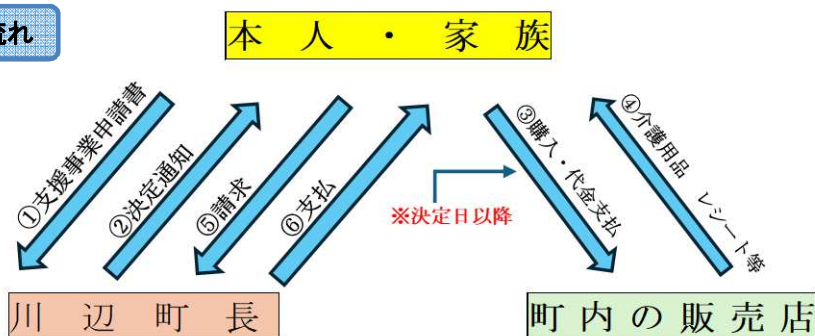 流れ
本人・家族
①支援事業申請書
②決定通知
⑤請求
⑥支払
③購入・代金支払
④介護用品 レシート等
※決定日以降
川辺町長
町内の販売店